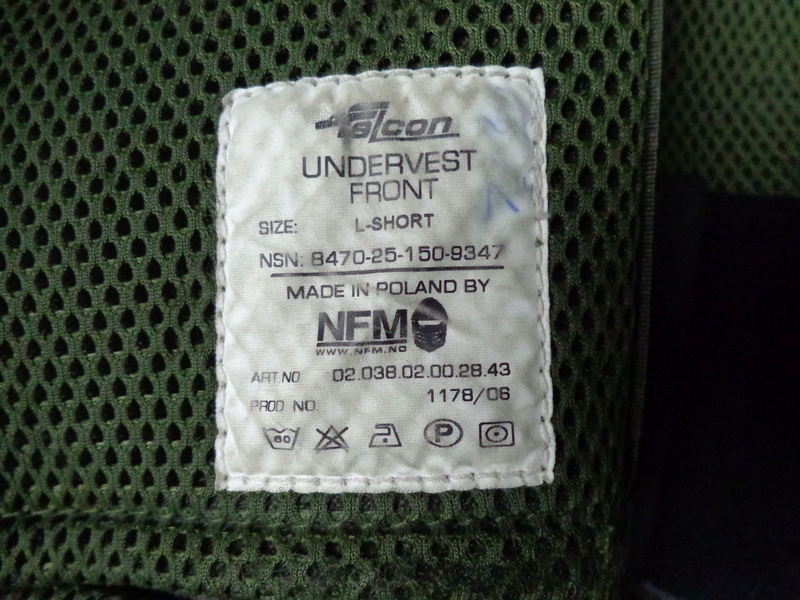 Falcon
UNDERVEST
FRONT
SIZE: L-SHORT
NSN: 8470-25-150-9347
MADE IN POLAND BY
NFM
WWW.NFM.NO
ART.NO 02.038.02.00.28.43
PROD NO. 1178/06
60 P